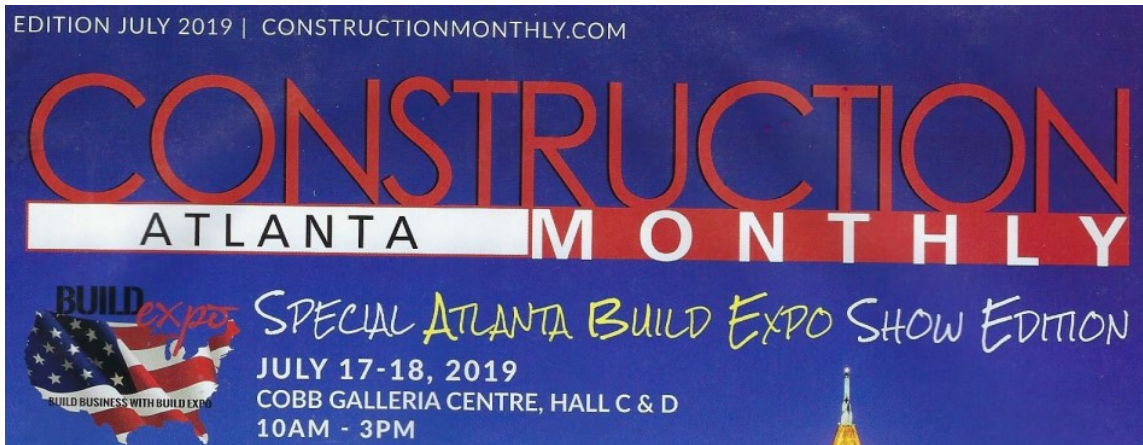 EDITION JULY 2019 | CONSTRUCTIONMONTHLY.COM
CONSTRUCTION
ATLANTA MONTHLY
BUILD expo
BUILD BUSINESS WITH BUILD EXPO
SPECIAL ATLANTA BUILD EXPO SHOW EDITION
JULY 17-18, 2019
COBB GALLERIA CENTRE, HALL C & D
10AM - 3PM